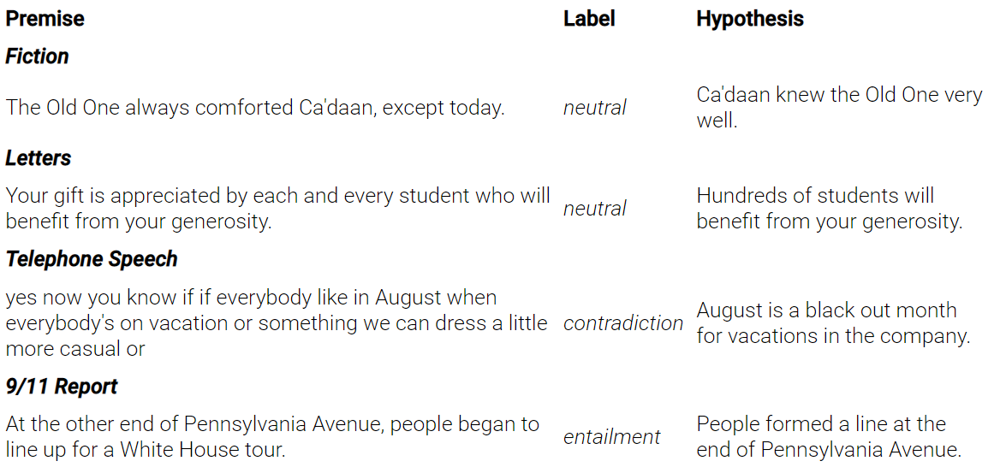 Premise Label Hypothesis
Fiction
The Old One always comforted Ca'daan, except today.
neutral
Ca'daan knew the Old One very
well.
Letters
Your gift is appreciated by each and every student who will
benefit from your generosity.
neutral
Hundreds of students will
benefit from your generosity.
Telephone Speech
yes now you know if if everybody like in August when
everybody's on vacation or something we can dress a little
more casual or
contradiction
August is a black out month
for vacations in the company.
9/11 Report
At the other end of Pennsylvania Avenue, people began to
line up for a White House tour.
entailment
People formed a line at the
end of Pennsylvania Avenue.